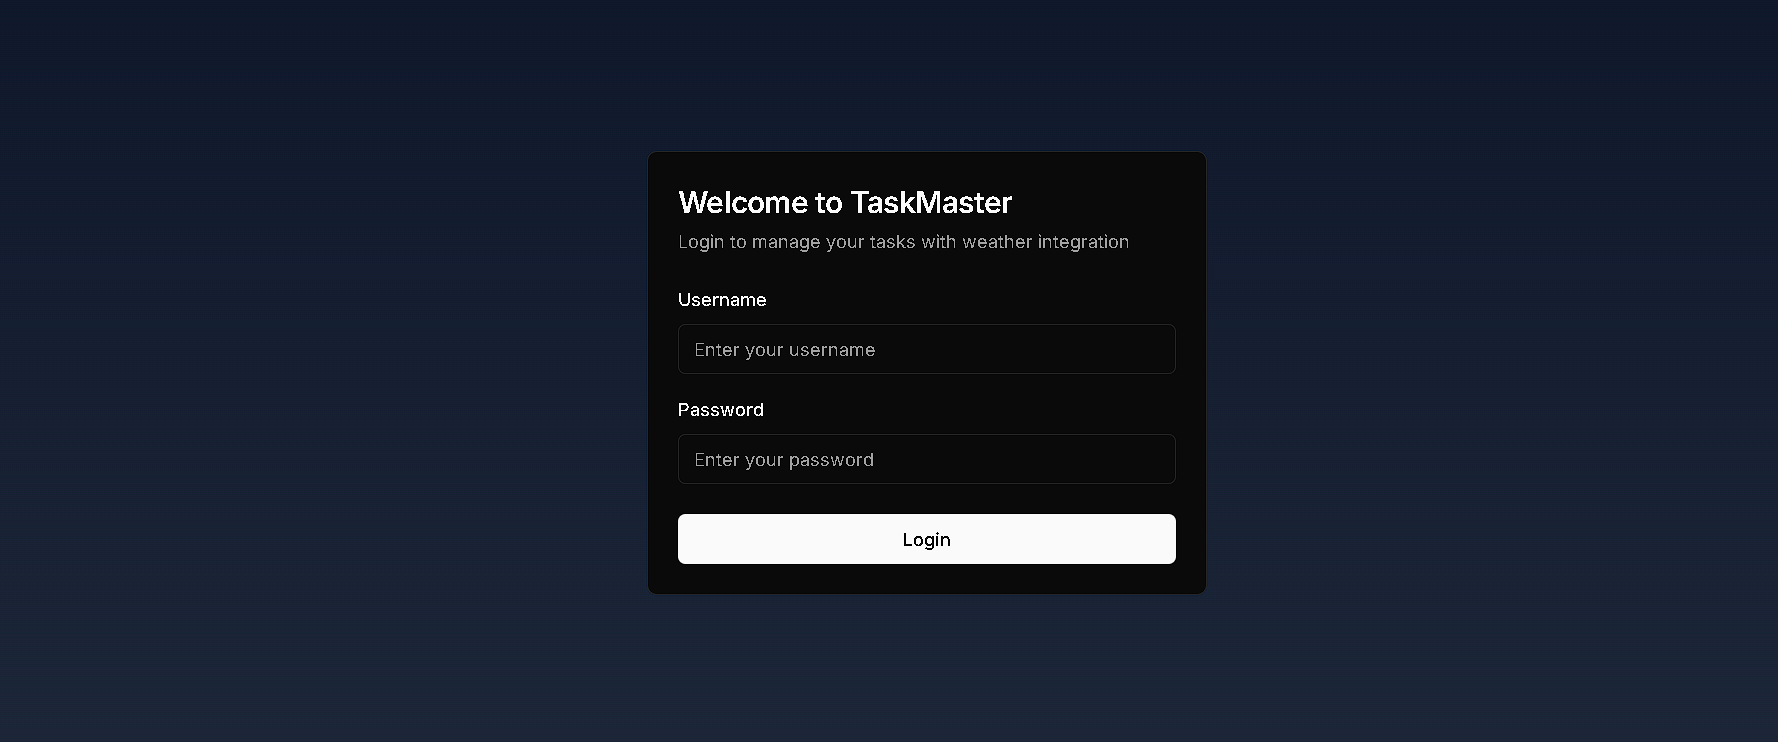 Welcome to TaskMaster
Login to manage your tasks with weather integration
Username
Enter your username
Password
Enter your password
Login